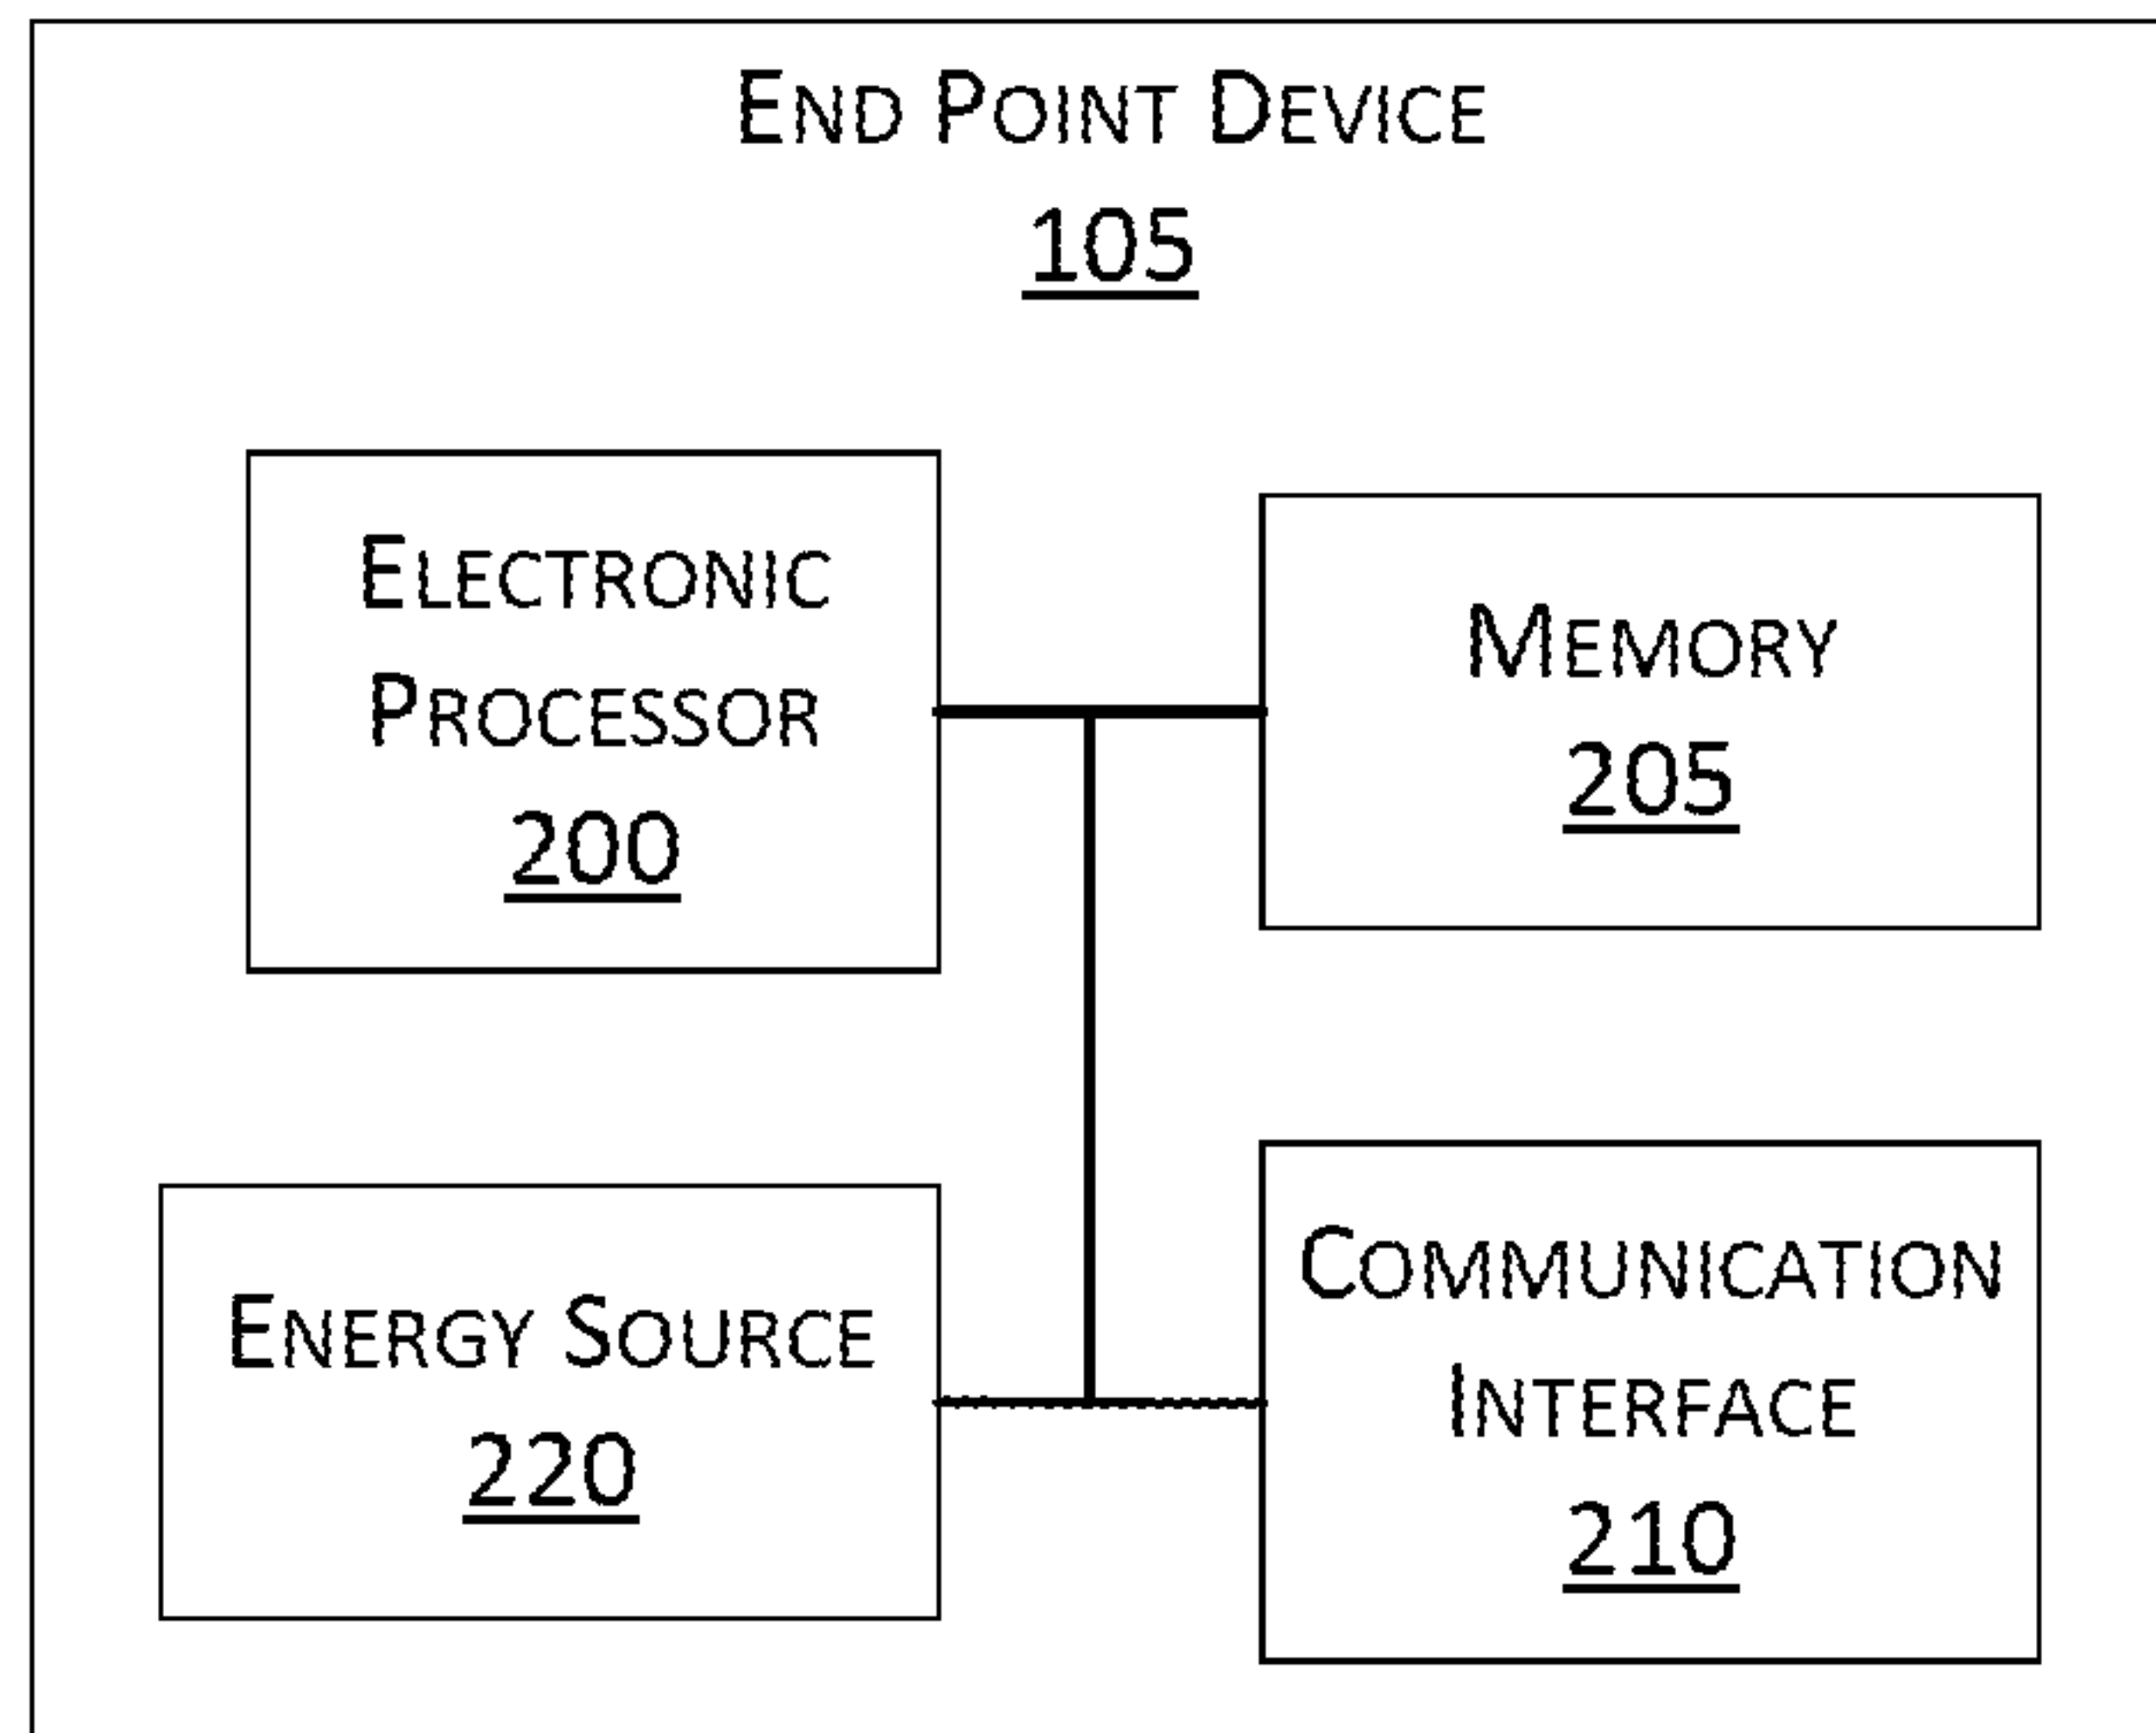 End Point Device
105
Electronic
Processor
200
Memory
205
Energy Source
220
Communication
Interface
210